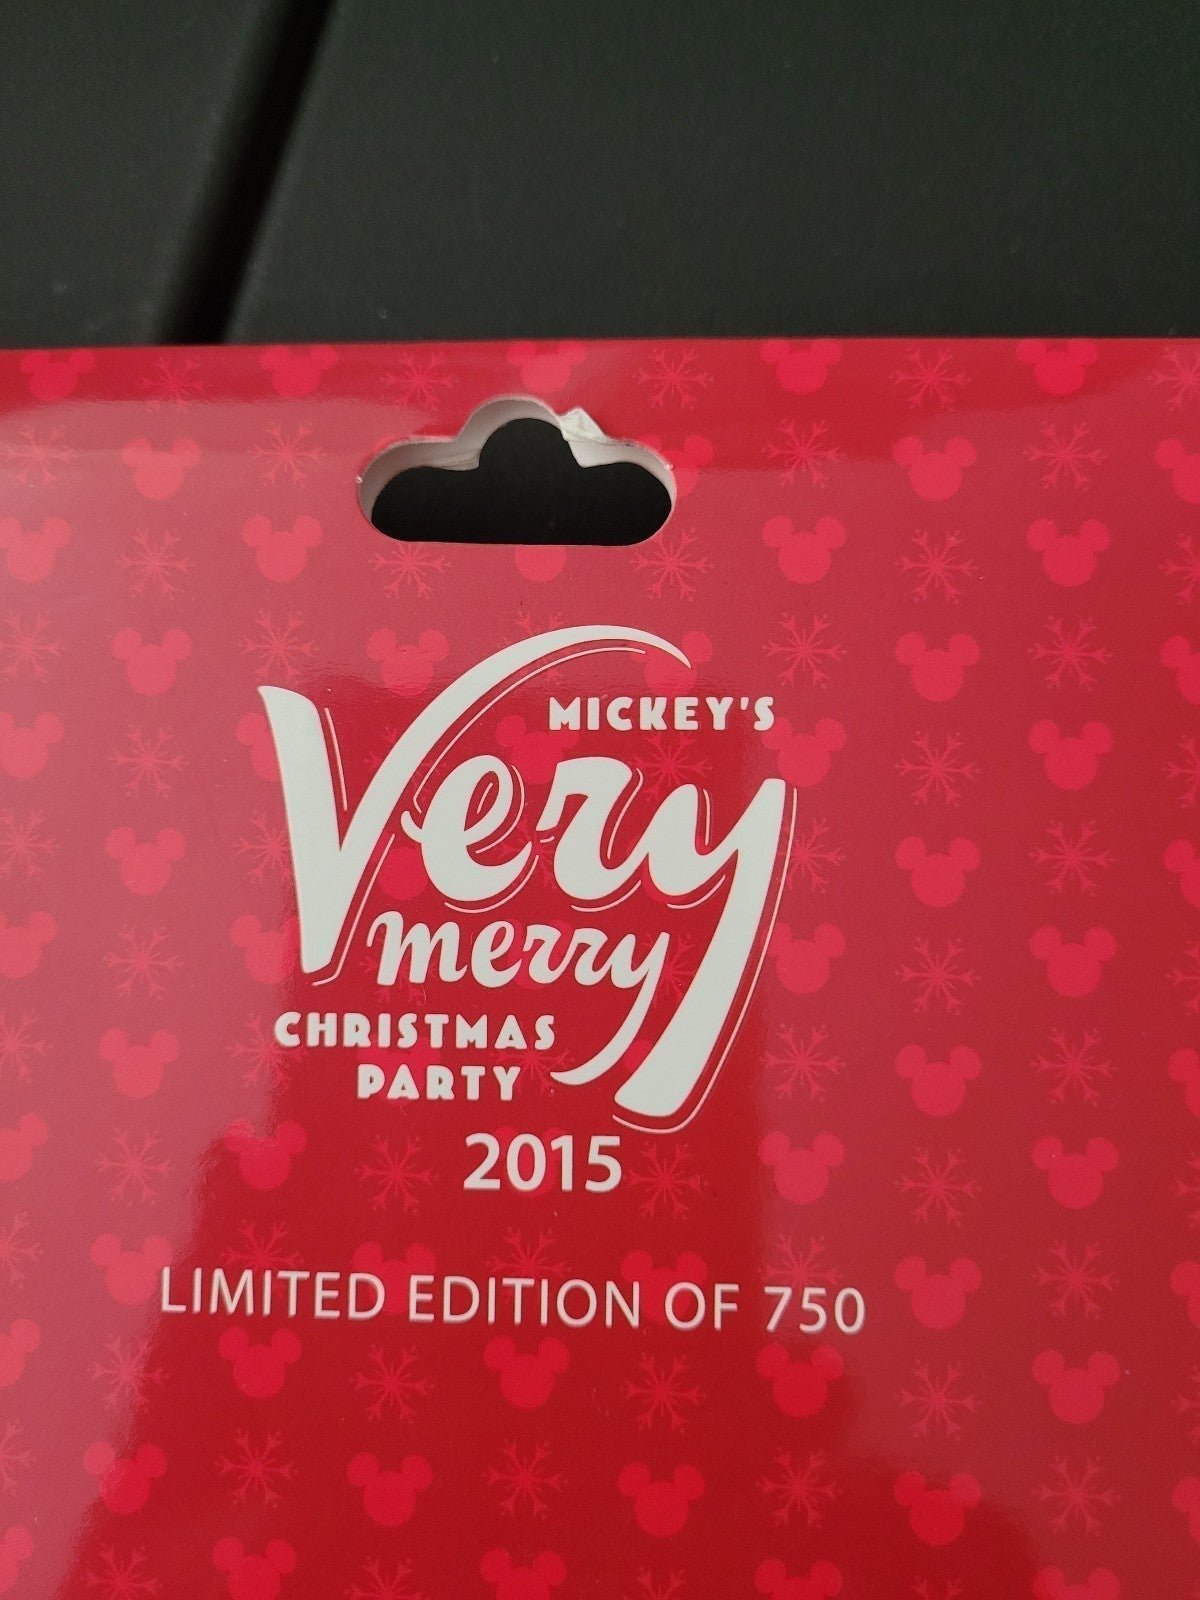 MICKEY'S
Very
merry
CHRISTMAS
PARTY
2015
LIMITED EDITION OF 750